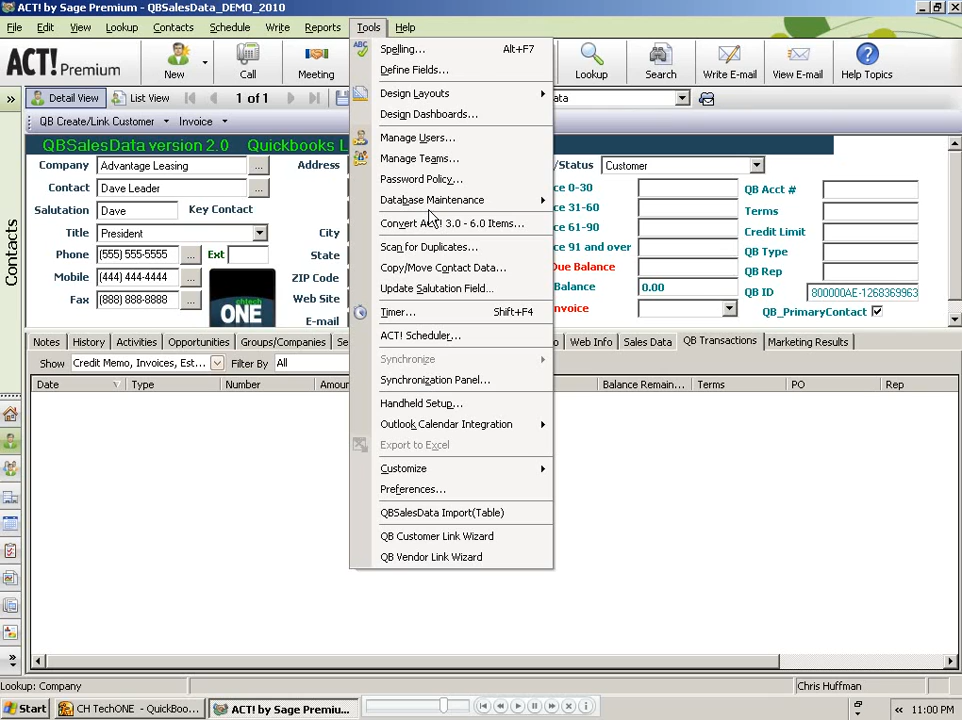 ACT! by Sage Premium - QBSalesData_DEMO_2010
File Edit View Lookup Contacts Schedule Write Reports Tools Help
ACT! Premium
New Call Meeting Lookup Search Write E-mail View E-mail Help Topics
Detail View List View 1 of 1
QB Create/Link Customer Invoice
QBSalesData version 2.0 Quickbooks
Company Advantage Leasing ... Address /Status Customer
Contact Dave Leader ... e 0-30 QB Acct #
Salutation Dave Key Contact e 31-60 Terms
Title President City e 61-90 Credit Limit
Phone (555) 555-5555 ... Ext State e 91 and over QB Type
Due Balance QB Rep
Mobile (444) 444-4444 ... ZIP Code Balance 0.00 QB ID 800000AE-1268369963
Fax (888) 888-8888 ... Web Site nvoice QB_PrimaryContact
chtech
ONE
E-mail
Contacts
Spelling... Alt+F7
Define Fields...
Design Layouts
Design Dashboards...
Manage Users...
Manage Teams...
Password Policy...
Database Maintenance
Convert ACT! 3.0 - 6.0 Items...
Scan for Duplicates...
Copy/Move Contact Data...
Update Salutation Field...
Timer... Shift+F4
ACT! Scheduler...
Synchronize
Synchronization Panel...
Handheld Setup...
Outlook Calendar Integration
Export to Excel
Customize
Preferences...
QBSalesData Import(Table)
QB Customer Link Wizard
QB Vendor Link Wizard
Notes History Activities Opportunities Groups/Companies Se Web Info Sales Data QB Transactions Marketing Results
Show Credit Memo, Invoices, Est... Filter By All
Date Type Number Amoun Balance Remain... Terms PO Rep
Lookup: Company Chris Huffman
Start CH TechONE - QuickBoo... ACT! by Sage Premiu... 11:00 PM